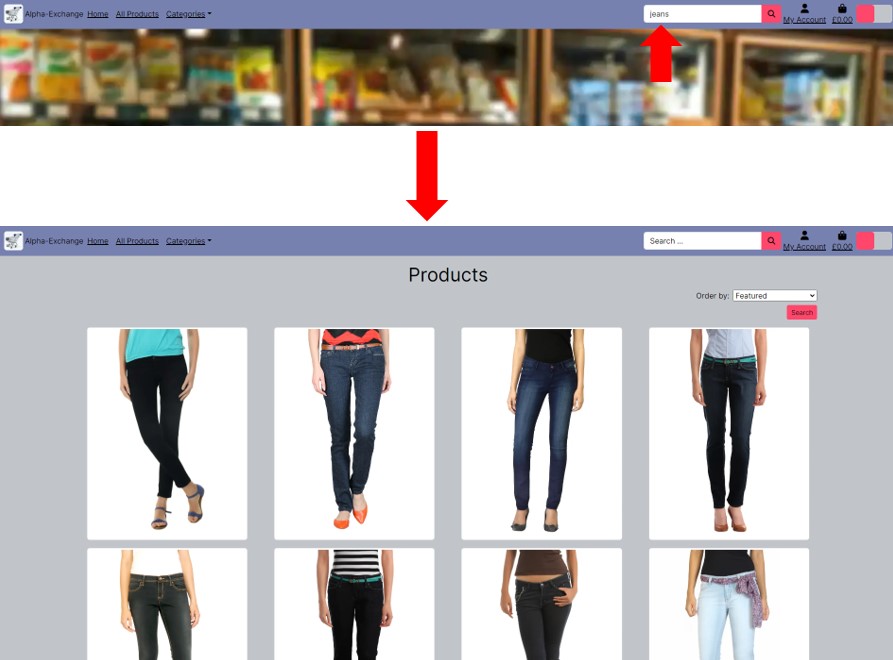 Alpha-Exchange Home All Products Categories jeans My Account £0.00
Alpha-Exchange Home All Products Categories Search ... My Account £0.00
Products
Order by: Featured
Search